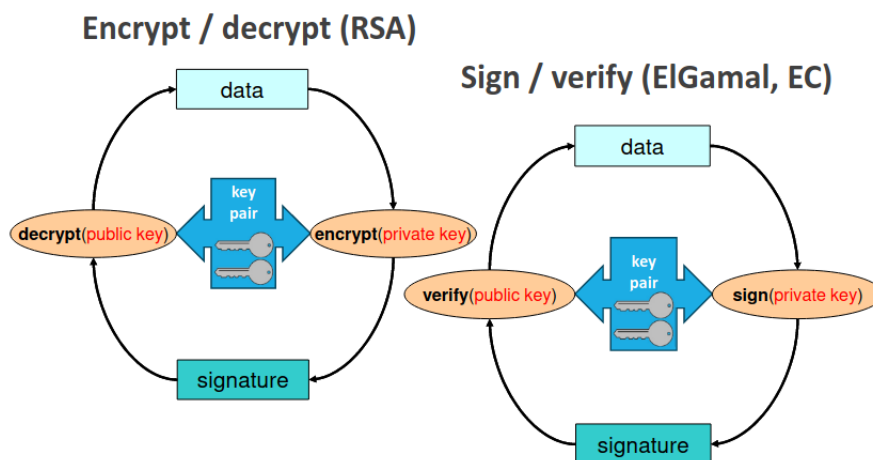 Encrypt / decrypt (RSA)
data
key
pair
decrypt(public key)
encrypt(private key)
signature
Sign / verify (ElGamal, EC)
data
key
pair
verify(public key)
sign(private key)
signature